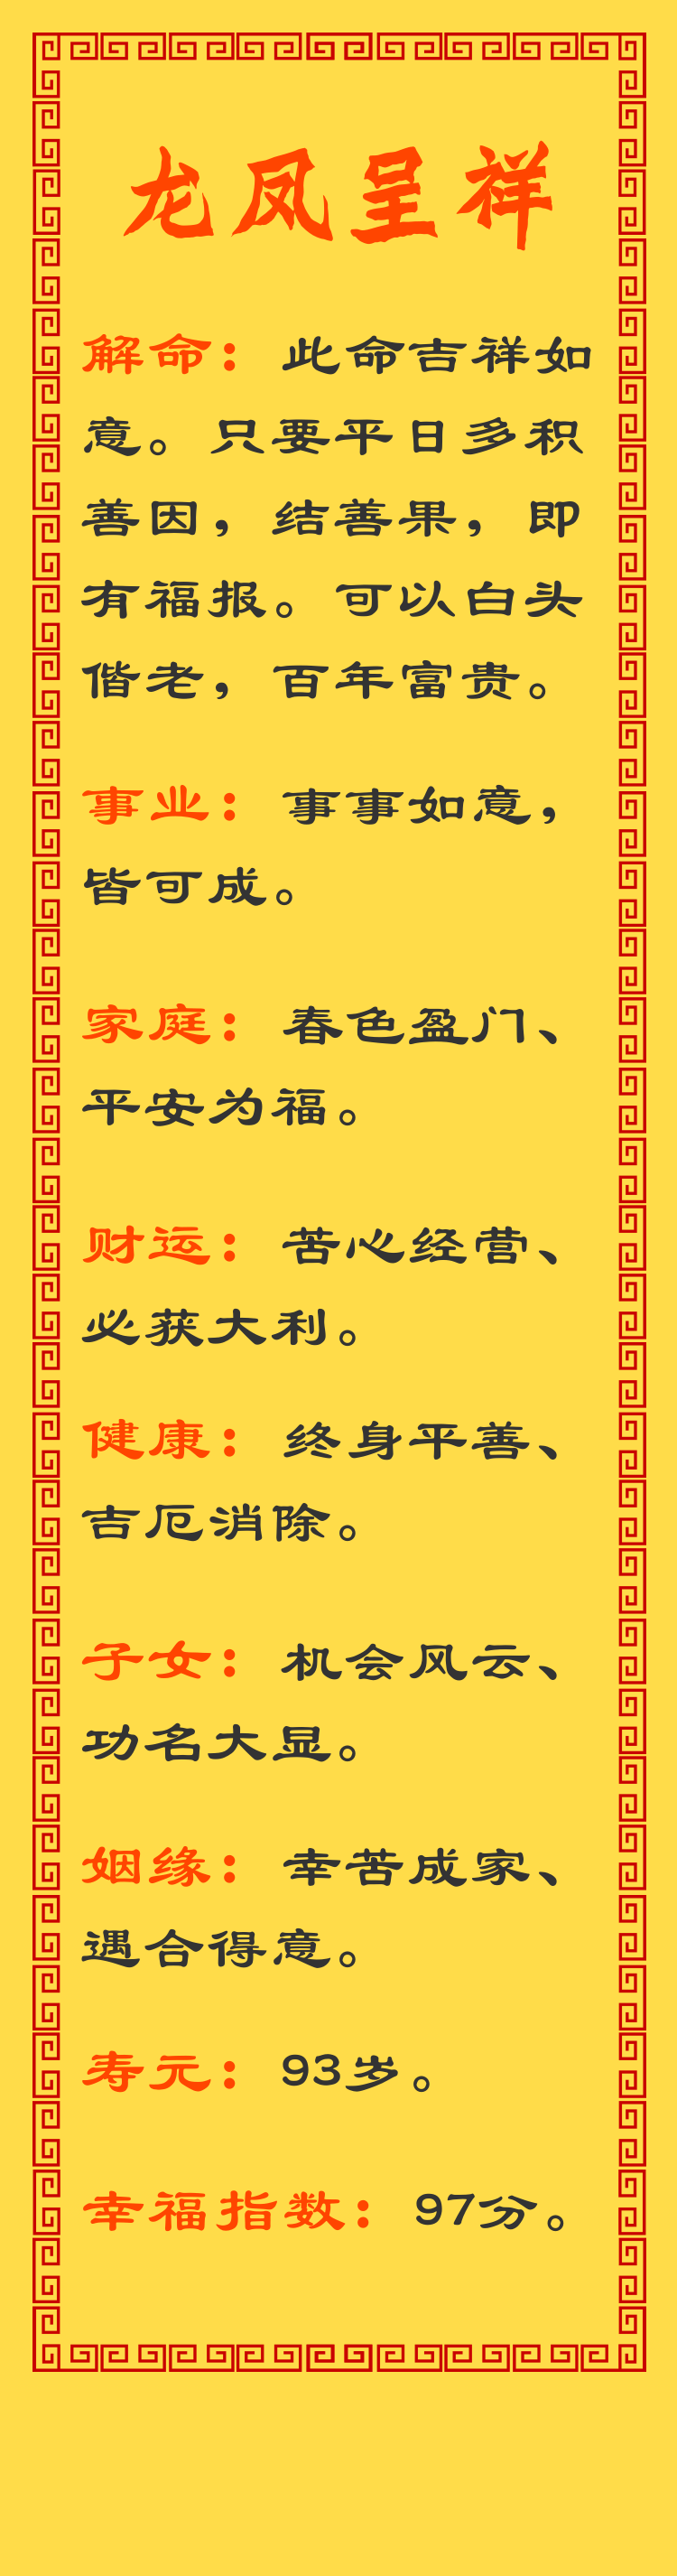 龙凤呈祥
解命：此命吉祥如
意。只要平日多积
善因，结善果，即
有福报。可以白头
偕老，百年富贵。
事业：事事如意，
皆可成。
家庭：春色盈门、
平安为福。
财运：苦心经营、
必获大利。
健康：终身平善、
吉厄消除。
子女：机会风云、
功名大显。
姻缘：幸苦成家、
遇合得意。
寿元：93岁。
幸福指数：97分。